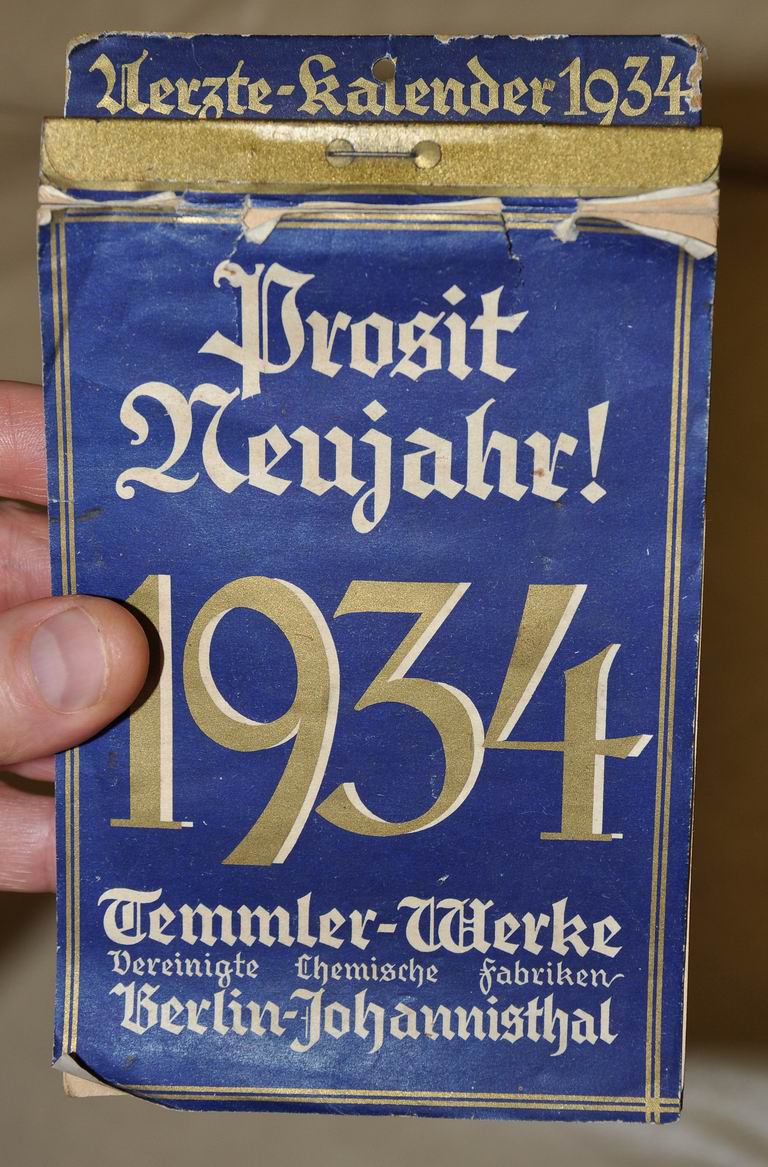 Aerzte-Kalender 1934
Prosit
Neujahr!
1934
Temmler-Werke
Vereinigte Chemische Fabriken
Berlin-Johannisthal